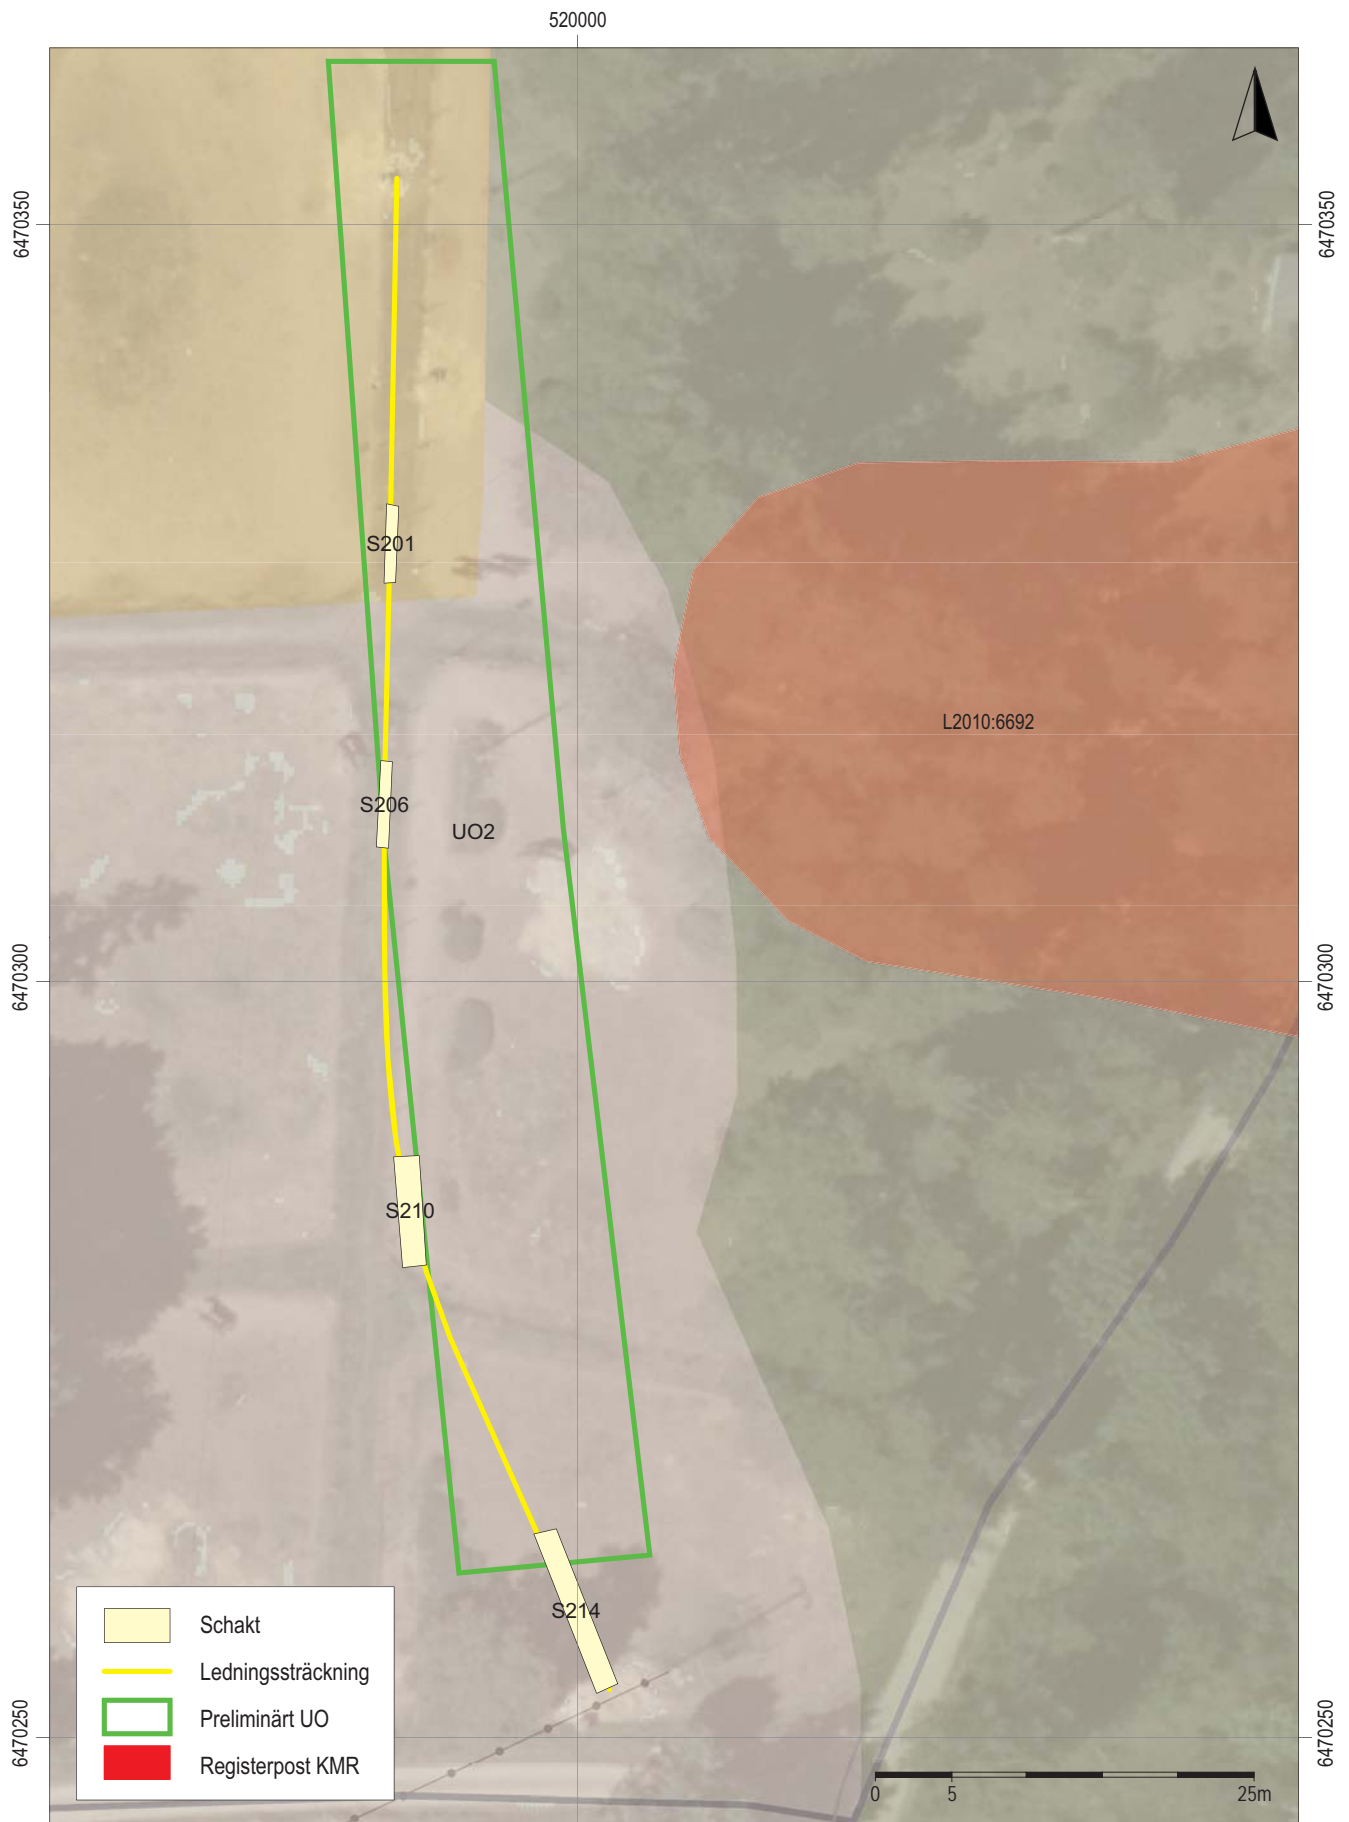 520000
6470350
6470350
S201
L2010:6692
S206
UO2
6470300
6470300
S210
S214
Schakt
Ledningssträckning
Preliminärt UO
Registerpost KMR
6470250
6470250
0 5 25m